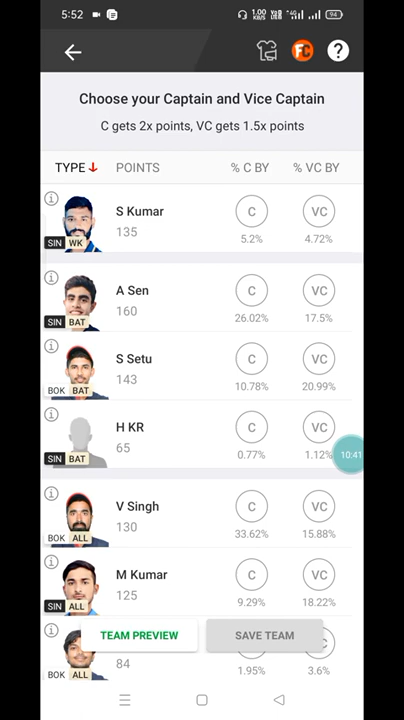 5:52
1.00 KB/S
4G
94
FC
?
Choose your Captain and Vice Captain
C gets 2x points, VC gets 1.5x points
TYPE POINTS % C BY % VC BY
S Kumar
135
C VC
5.2% 4.72%
SIN WK
A Sen
160
C VC
26.02% 17.5%
SIN BAT
S Setu
143
C VC
10.78% 20.99%
BOK BAT
H KR
65
C VC
0.77% 1.12%
SIN BAT
10:41
V Singh
130
C VC
33.62% 15.88%
BOK ALL
M Kumar
125
C VC
9.29% 18.22%
SIN ALL
TEAM PREVIEW SAVE TEAM
84
1.95% 3.6%
BOK ALL